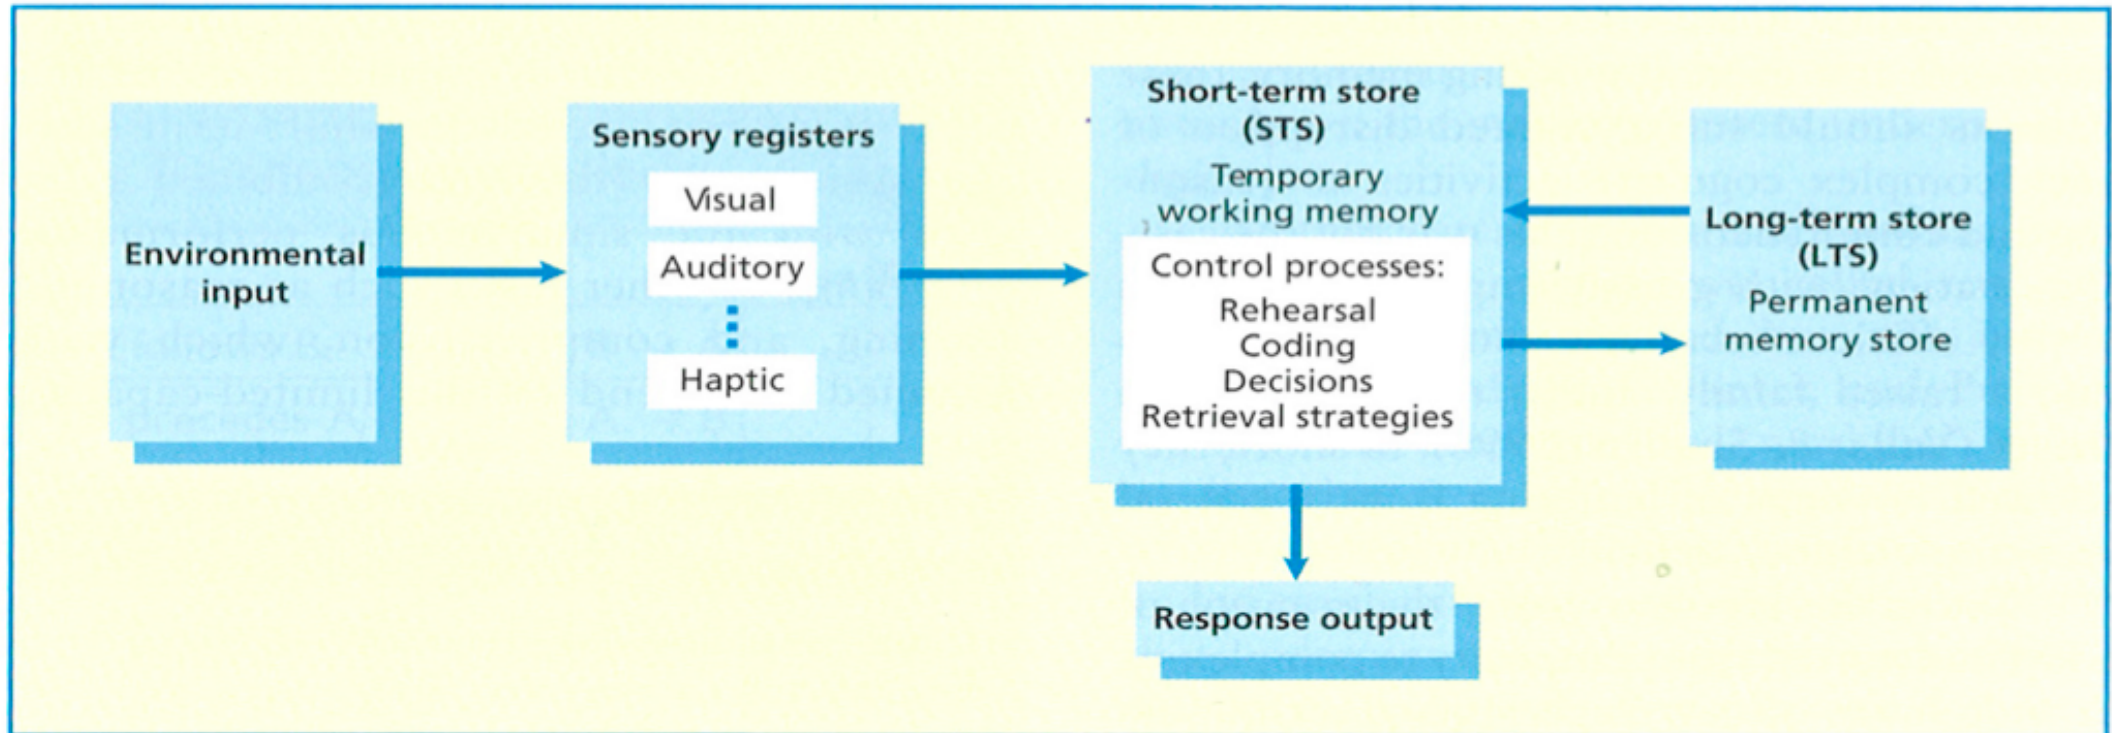 Environmental
input
Sensory registers
Visual
Auditory
Haptic
Short-term store
(STS)
Temporary
working memory
Control processes:
Rehearsal
Coding
Decisions
Retrieval strategies
Long-term store
(LTS)
Permanent
memory store
Response output